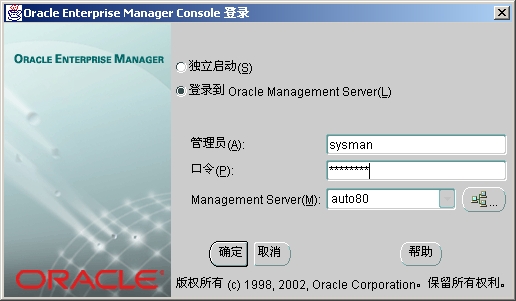 Oracle Enterprise Manager Console 登录
ORACLE ENTERPRISE MANAGER
独立启动(S)
登录到 Oracle Management Server(L)
管理员(A):
sysman
口令(P):
********
Management Server(M):
auto80
...
确定
取消
帮助
ORACLE
版权所有 (c) 1998, 2002, Oracle Corporation。保留所有权利。